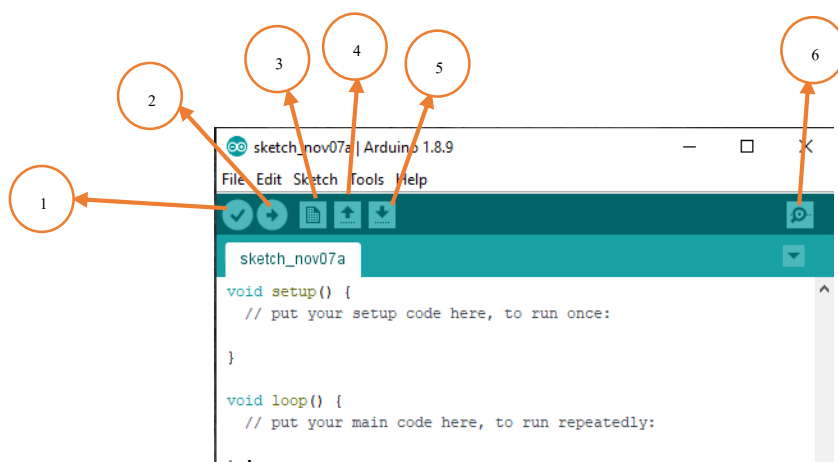 4
3
5
6
2
sketch_nov07a | Arduino 1.8.9
File Edit Sketch Tools Help
1
sketch_nov07a
void setup() {
// put your setup code here, to run once:
}
void loop() {
// put your main code here, to run repeatedly: